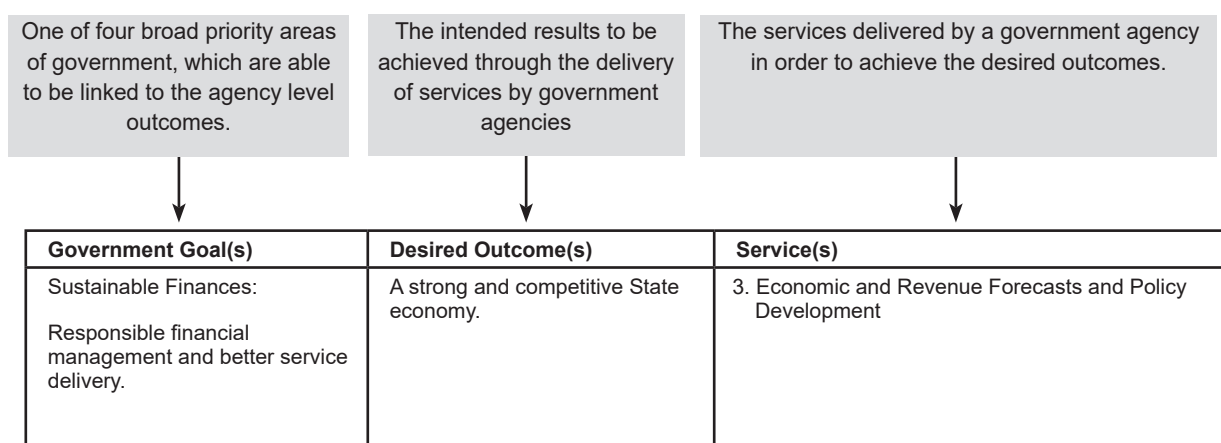 One of four broad priority areas
of government, which are able
to be linked to the agency level
outcomes.
The intended results to be
achieved through the delivery
of services by government
agencies
The services delivered by a government agency
in order to achieve the desired outcomes.
Government Goal(s)
Desired Outcome(s)
Service(s)
Sustainable Finances:
Responsible financial
management and better service
delivery.
A strong and competitive State
economy.
3. Economic and Revenue Forecasts and Policy
Development